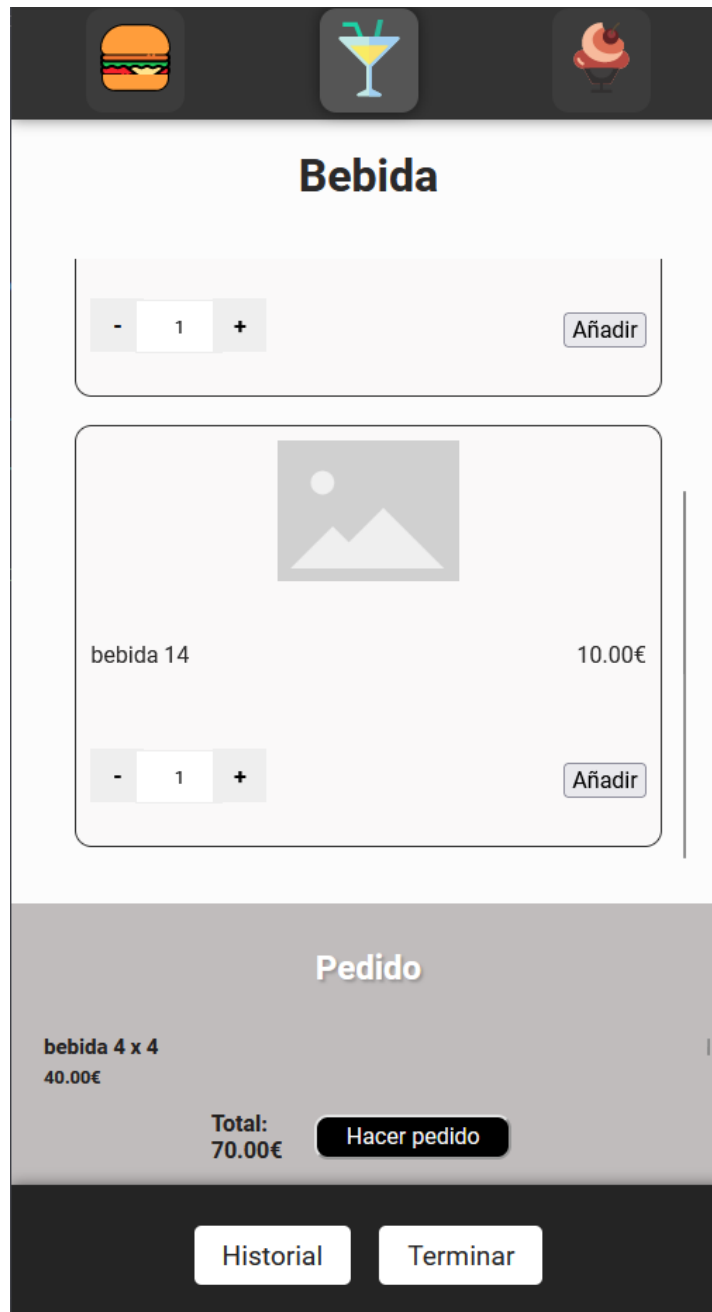 Bebida
- 1 + Añadir
bebida 14 10.00€
- 1 + Añadir
Pedido
bebida 4 x 4
40.00€
Total:
70.00€
Hacer pedido
Historial Terminar